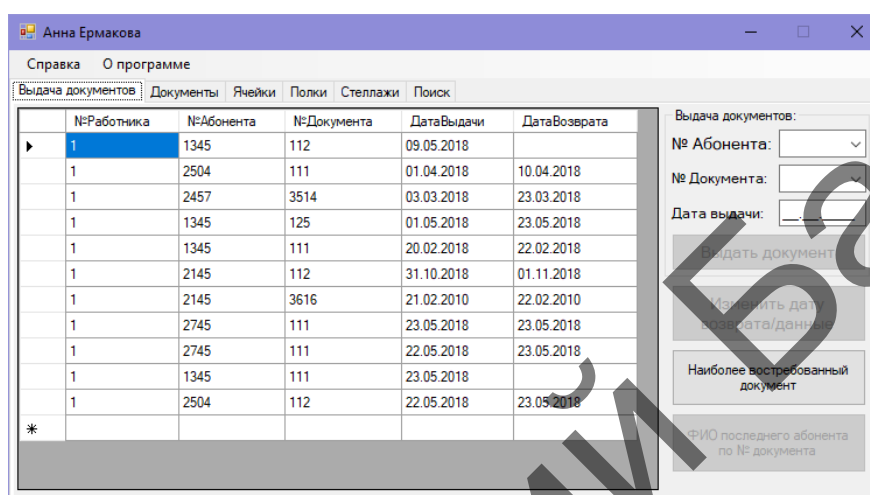 Анна Ермакова
Справка О программе
Выдача документов Документы Ячейки Полки Стеллажи Поиск
№Работника №Абонента №Документа ДатаВыдачи ДатаВозврата
1 1345 112 09.05.2018
1 2504 111 01.04.2018 10.04.2018
1 2457 3514 03.03.2018 23.03.2018
1 1345 125 01.05.2018 23.05.2018
1 1345 111 20.02.2018 22.02.2018
1 2145 112 31.10.2018 01.11.2018
1 2145 3616 21.02.2010 22.02.2010
1 2745 111 23.05.2018 23.05.2018
1 2745 111 22.05.2018 23.05.2018
1 1345 111 23.05.2018
1 2504 112 22.05.2018 23.05.2018
Выдача документов:
№ Абонента:
№ Документа:
Дата выдачи: __.__.____
Выдать документ
Изменить дату
возврата/данные
Наиболее востребованный
документ
ФИО последнего абонента
по № документа